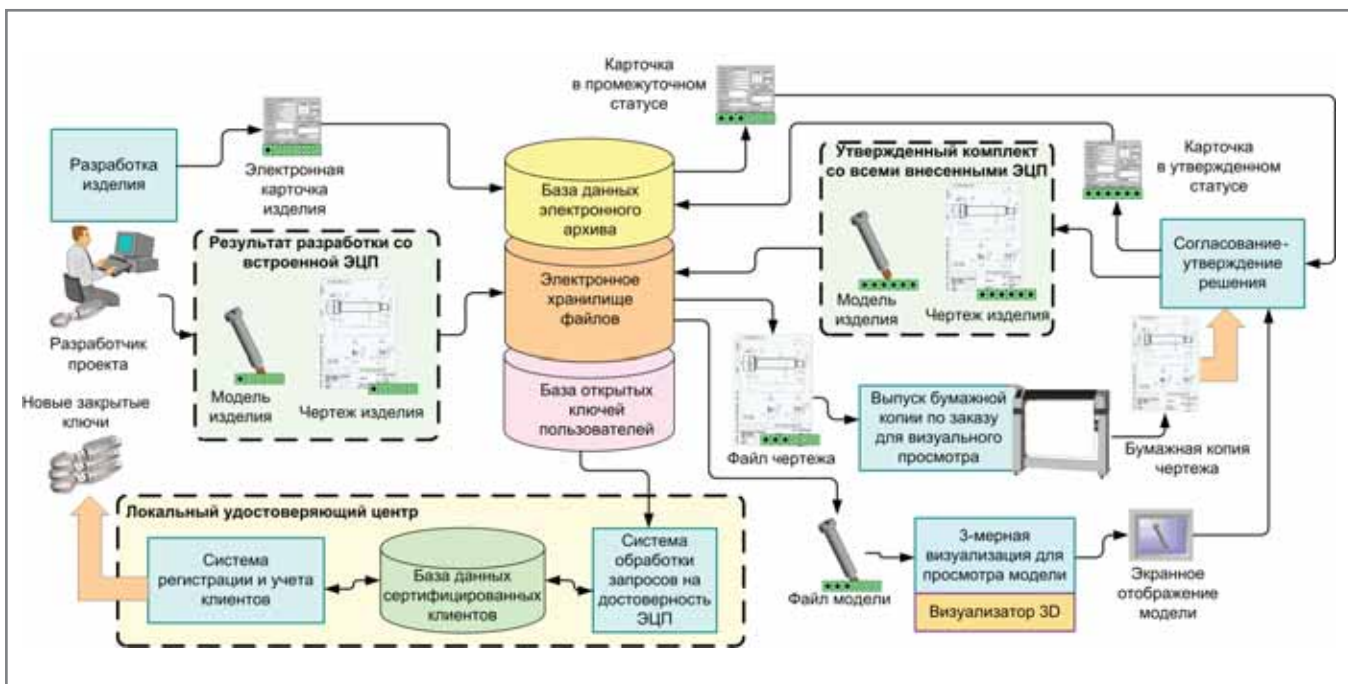 Карточка
в промежуточном
статусе
Разработка
изделия
Электронная
карточка
изделия
База данных
электронного
архива
Утвержденный комплект
со всеми внесенными ЭЦП
Карточка
в утвержденном
статусе
Результат разработки со
встроенной ЭЦП
Электронное
хранилище
файлов
Модель
изделия
Чертеж изделия
Согласование-
утверждение
решения
Разработчик
проекта
Модель
изделия
Чертеж изделия
База открытых
ключей
пользователей
Новые закрытые
ключи
Файл чертежа
Выпуск бумажной
копии по заказу
для визуального
просмотра
Бумажная копия
чертежа
Локальный удостоверяющий центр
Система
регистрации и учета
клиентов
База данных
сертифицированных
клиентов
Система
обработки
запросов на
достоверность
ЭЦП
Файл модели
3-мерная
визуализация для
просмотра модели
Визуализатор 3D
Экранное
отображение
модели